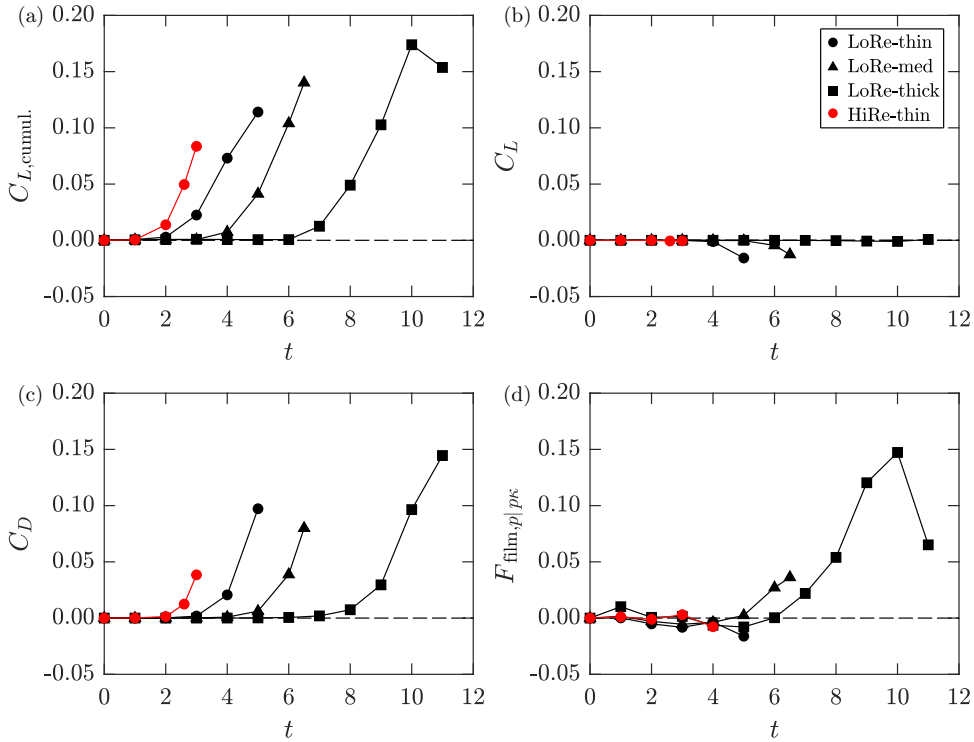 (a)
0.20
0.15
0.10
0.05
0.00
-0.05
C_{L,cumul.}
0 2 4 6 8 10 12
t
(b)
0.20
0.15
0.10
0.05
0.00
-0.05
C_L
LoRe-thin
LoRe-med
LoRe-thick
HiRe-thin
0 2 4 6 8 10 12
t
(c)
0.20
0.15
0.10
0.05
0.00
-0.05
C_D
0 2 4 6 8 10 12
t
(d)
0.20
0.15
0.10
0.05
0.00
-0.05
F_{film,p|pκ}
0 2 4 6 8 10 12
t